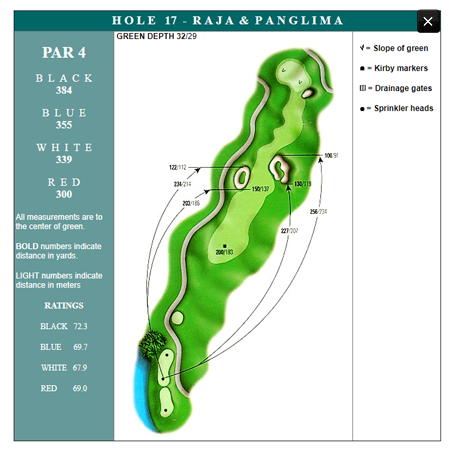 HOLE 17 - RAJA & PANGLIMA
GREEN DEPTH 32/29
PAR 4
BLACK
384
BLUE
355
WHITE
339
RED
300
All measurements are to
the center of green.
BOLD numbers indicate
distance in yards.
LIGHT numbers indicate
distance in meters
RATINGS
BLACK 72.3
BLUE 69.7
WHITE 67.9
RED 69.0
100/91
122/112
234/214
130/119
150/137
203/186
256/234
227/207
200/183
= Slope of green
= Kirby markers
= Drainage gates
= Sprinkler heads